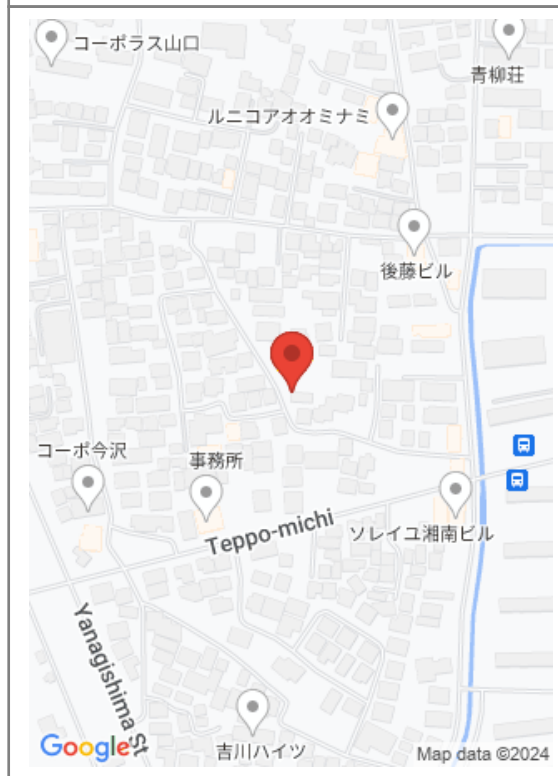 コーポラス山口
青柳荘
ルニコアオオミナミ
後藤ビル
コーポ今沢
事務所
Teppo-michi
ソレイユ湘南ビル
Yanagishima St
吉川ハイツ
Google
Map data ©2024